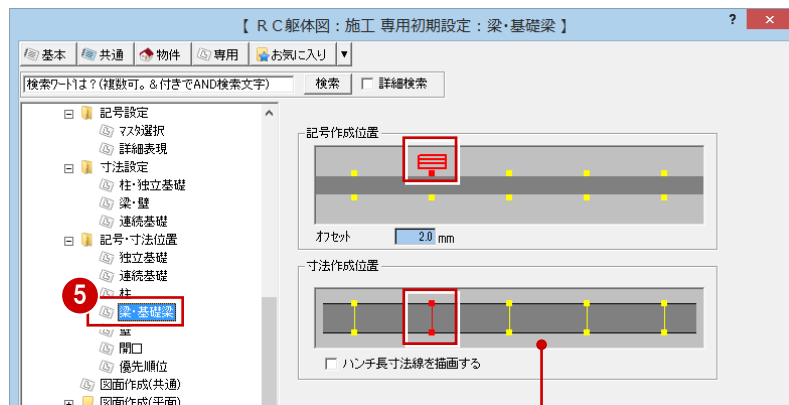 【 ＲＣ躯体図：施工 専用初期設定：梁・基礎梁 】
? ×
基本 共通 物件 専用 お気に入り ▼
検索ワードは？(複数可。＆付きでAND検索文字) 検索 詳細検索
記号設定
マスタ選択
詳細表現
寸法設定
柱・独立基礎
梁・壁
連続基礎
記号・寸法位置
独立基礎
連続基礎
柱
5
梁・基礎梁
壁
開口
優先順位
図面作成(共通)
図面作成(平面)
記号作成位置
オフセット 2.0 mm
寸法作成位置
ハンチ長寸法線を描画する